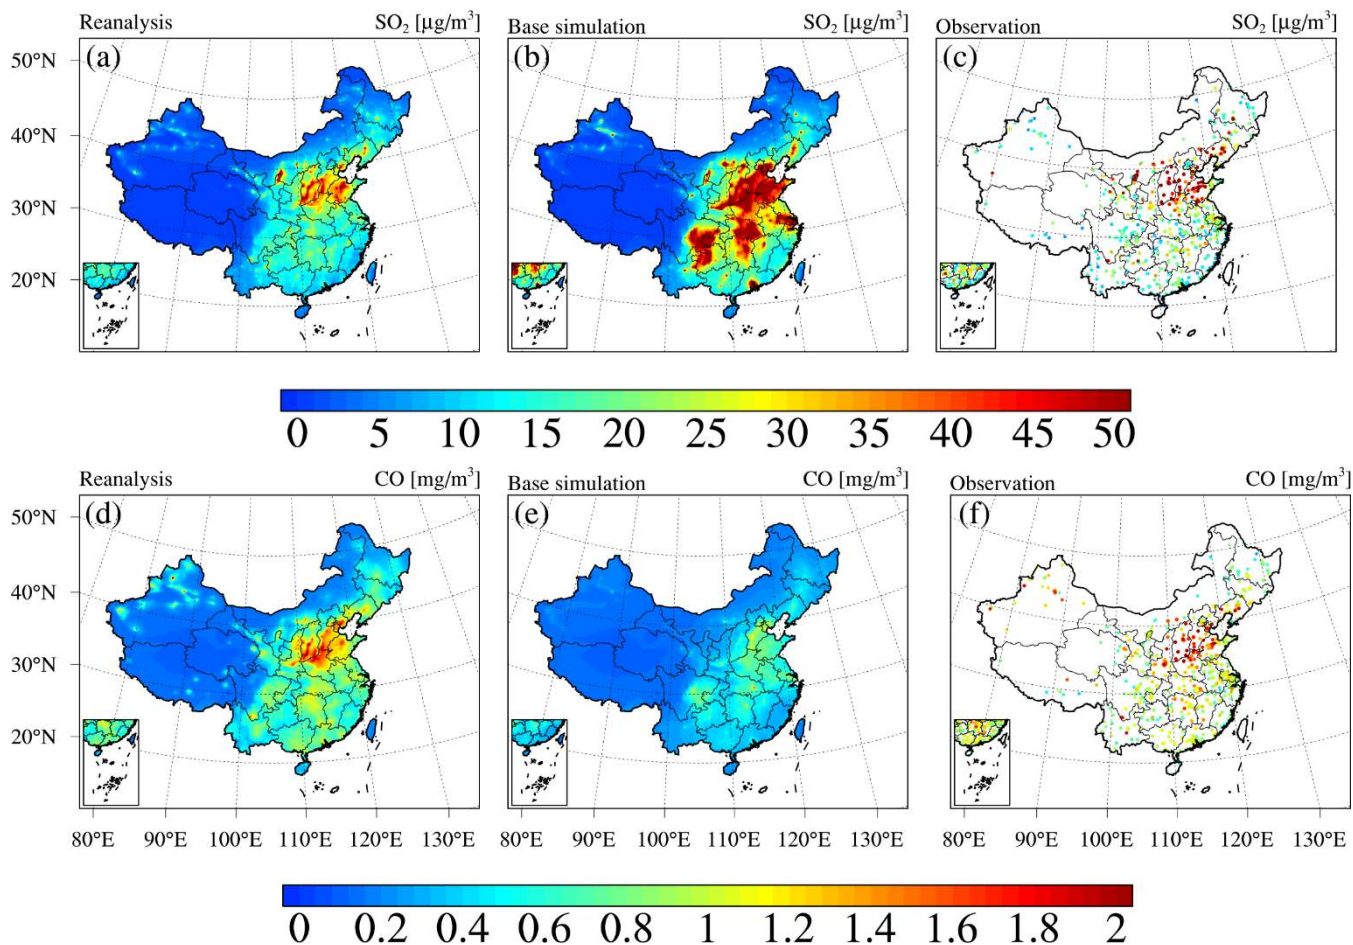 Reanalysis SO₂ [µg/m³] Base simulation SO₂ [µg/m³] Observation SO₂ [µg/m³]
(a) (b) (c)
50°N
40°N
30°N
20°N
0 5 10 15 20 25 30 35 40 45 50
Reanalysis CO [mg/m³] Base simulation CO [mg/m³] Observation CO [mg/m³]
(d) (e) (f)
50°N
40°N
30°N
20°N
80°E 90°E 100°E 110°E 120°E 130°E 80°E 90°E 100°E 110°E 120°E 130°E 80°E 90°E 100°E 110°E 120°E 130°E
0 0.2 0.4 0.6 0.8 1 1.2 1.4 1.6 1.8 2